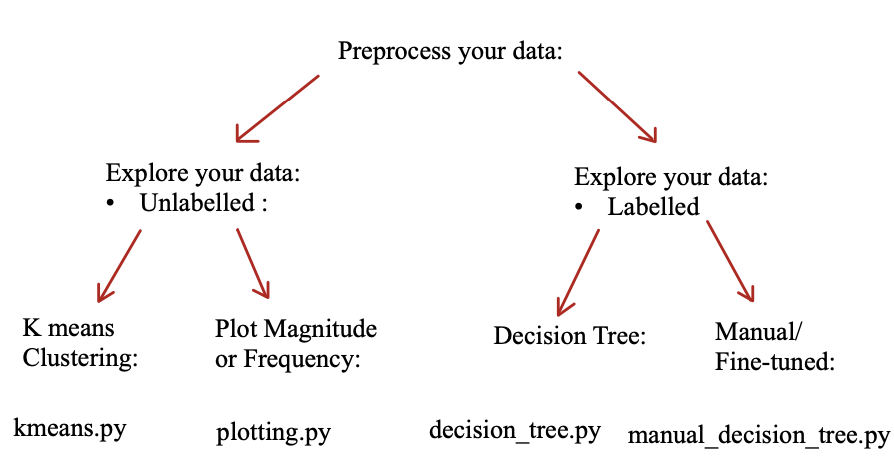 Preprocess your data:
Explore your data:
• Unlabelled :
Explore your data:
• Labelled
K means
Clustering:
Plot Magnitude
or Frequency:
Decision Tree:
Manual/
Fine-tuned:
kmeans.py
plotting.py
decision_tree.py
manual_decision_tree.py